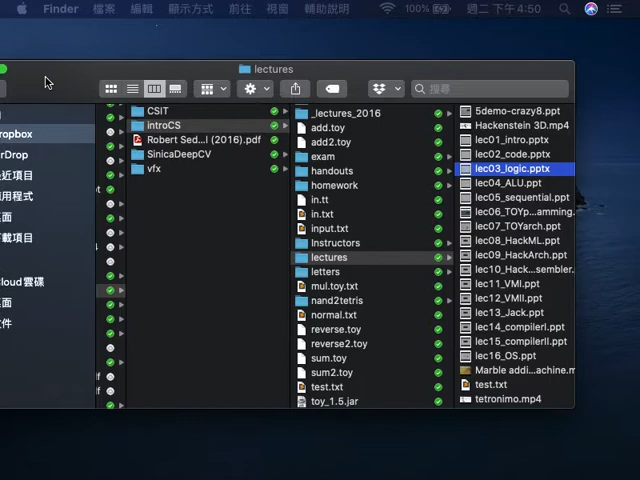 Finder 檔案 編輯 顯示方式 前往 視窗 輔助說明 100% 週二 下午4:50
lectures
搜尋
ropbox
rDrop
近項目
用程式
面
載項目
Cloud雲碟
面
件
CSIT
introCS
Robert Sed...l (2016).pdf
SinicaDeepCV
vfx
_lectures_2016
add.toy
add2.toy
exam
handouts
homework
in.tt
in.txt
input.txt
Instructors
lectures
letters
mul.toy.txt
nand2tetris
normal.txt
reverse.toy
reverse2.toy
sum.toy
sum2.toy
test.txt
toy_1.5.jar
5demo-crazy8.ppt
Hackenstein 3D.mp4
lec01_intro.pptx
lec02_code.pptx
lec03_logic.pptx
lec04_ALU.ppt
lec05_sequential.ppt
lec06_TOYp...amming.
lec07_TOYarch.ppt
lec08_HackML.ppt
lec09_HackArch.ppt
lec10_Hack...sembler.
lec11_VMI.ppt
lec12_VMII.ppt
lec13_Jack.ppt
lec14_compilerI.ppt
lec15_compilerII.ppt
lec16_OS.ppt
Marble addi...achine.m
test.txt
tetronimo.mp4